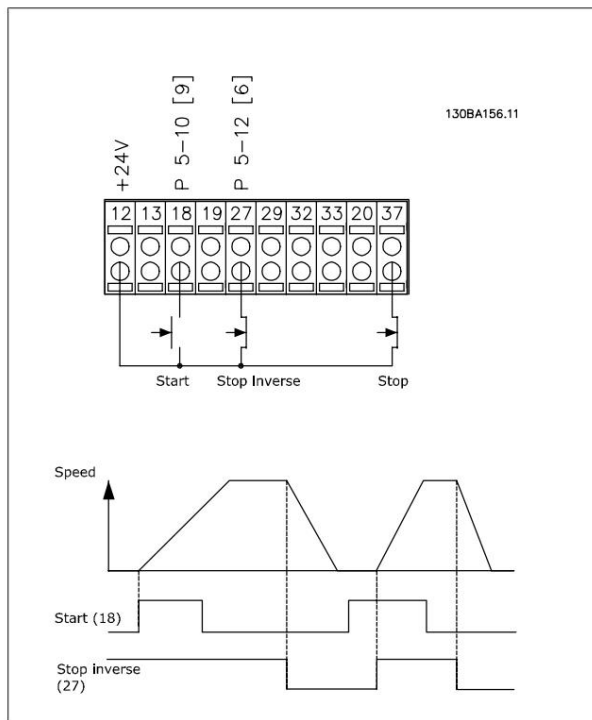 P 5-10 [9]
P 5-12 [6]
130BA156.11
+24V
12 13 18 19 27 29 32 33 20 37
Start Stop Inverse Stop
Speed
Start (18)
Stop inverse
(27)